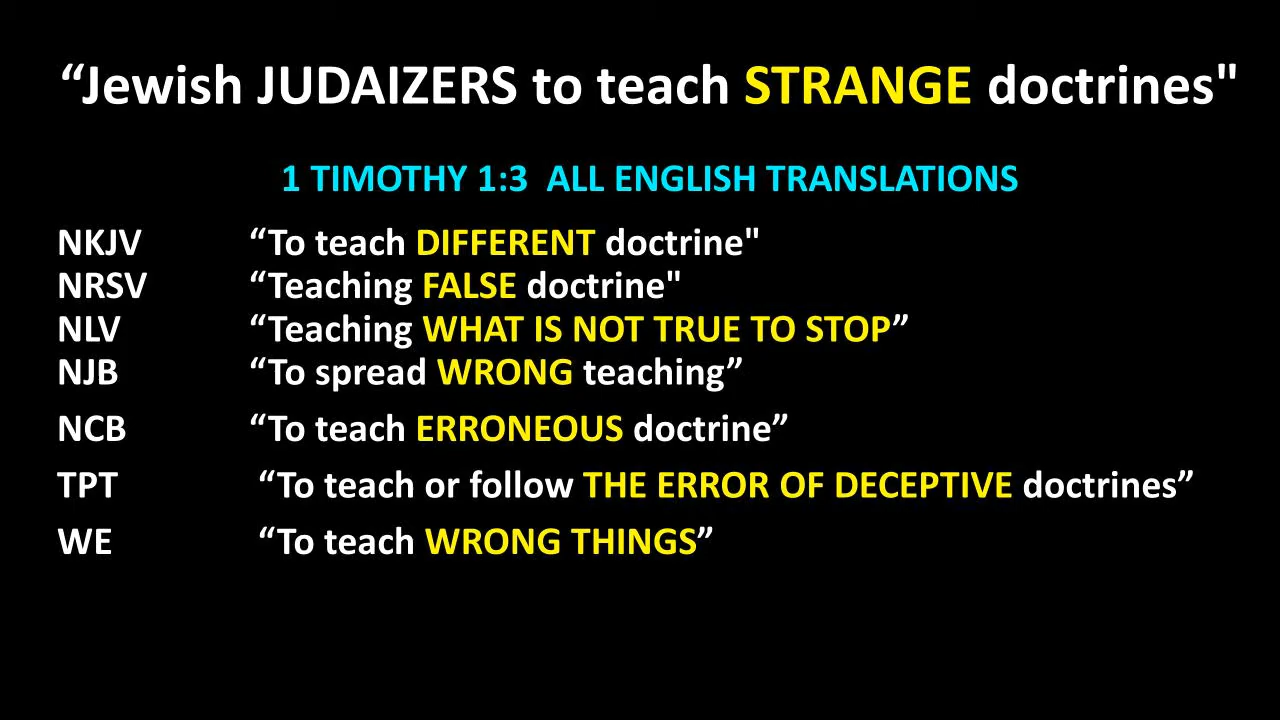 “Jewish JUDAIZERS to teach STRANGE doctrines"
1 TIMOTHY 1:3 ALL ENGLISH TRANSLATIONS
NKJV “To teach DIFFERENT doctrine"
NRSV “Teaching FALSE doctrine"
NLV “Teaching WHAT IS NOT TRUE TO STOP”
NJB “To spread WRONG teaching”
NCB “To teach ERRONEOUS doctrine”
TPT “To teach or follow THE ERROR OF DECEPTIVE doctrines”
WE “To teach WRONG THINGS”